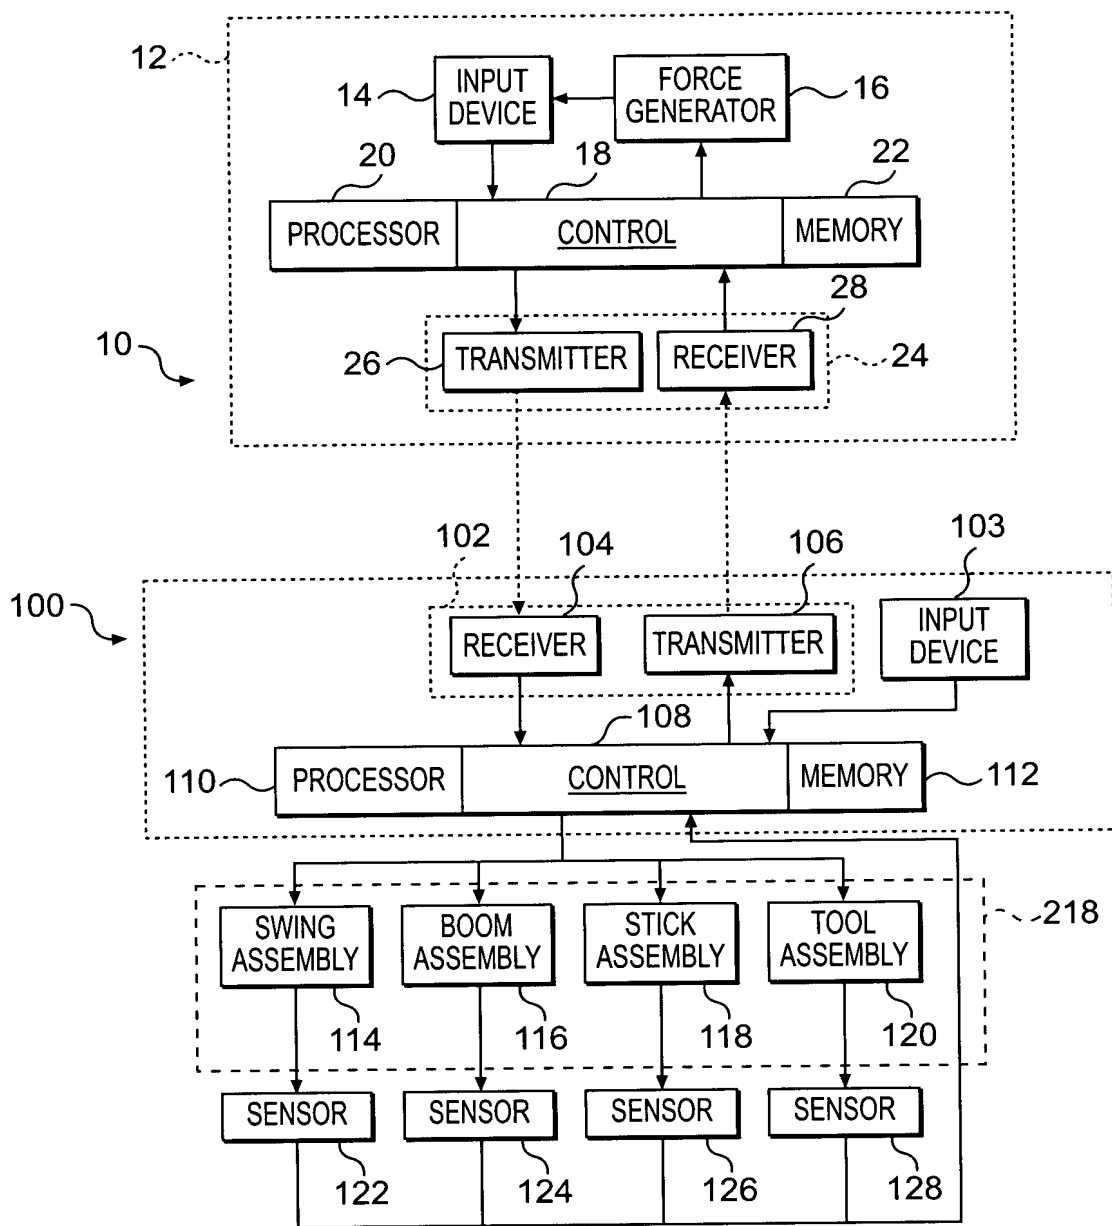 12
14
INPUT
DEVICE
FORCE
GENERATOR
16
20
18
22
PROCESSOR
CONTROL
MEMORY
28
10
26
TRANSMITTER
RECEIVER
24
102
104
106
103
100
RECEIVER
TRANSMITTER
INPUT
DEVICE
108
110
PROCESSOR
CONTROL
MEMORY
112
SWING
ASSEMBLY
BOOM
ASSEMBLY
STICK
ASSEMBLY
TOOL
ASSEMBLY
218
114
116
118
120
SENSOR
SENSOR
SENSOR
SENSOR
122
124
126
128